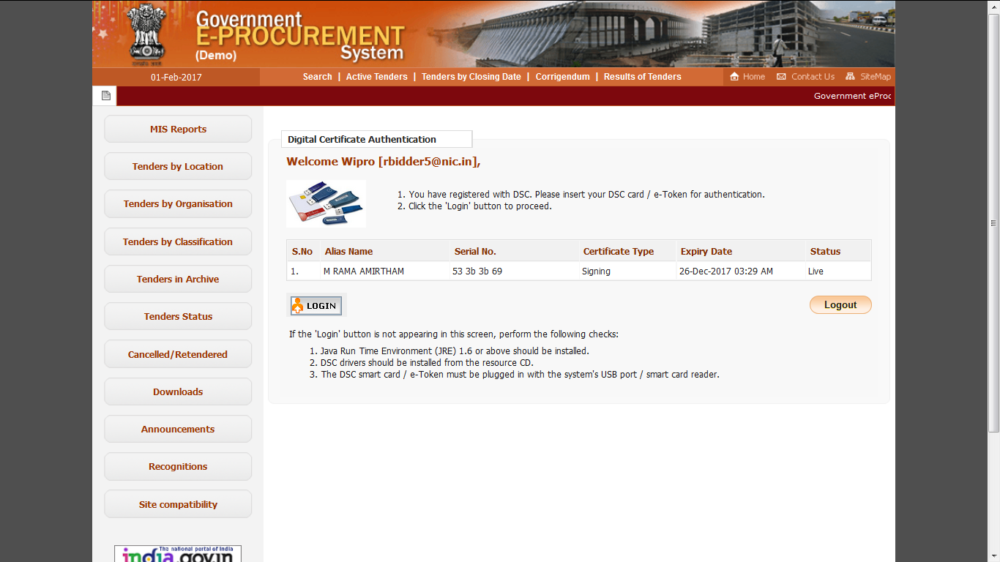 Government
E-PROCUREMENT
System
(Demo)
01-Feb-2017
Search | Active Tenders | Tenders by Closing Date | Corrigendum | Results of Tenders
Home Contact Us SiteMap
Government eProc
MIS Reports
Tenders by Location
Tenders by Organisation
Tenders by Classification
Tenders in Archive
Tenders Status
Cancelled/Retendered
Downloads
Announcements
Recognitions
Site compatibility
The national portal of India
india.gov.in
Digital Certificate Authentication
Welcome Wipro [rbidder5@nic.in],
1. You have registered with DSC. Please insert your DSC card / e-Token for authentication.
2. Click the 'Login' button to proceed.
S.No Alias Name Serial No. Certificate Type Expiry Date Status
1. M RAMA AMIRTHAM 53 3b 3b 69 Signing 26-Dec-2017 03:29 AM Live
LOGIN
Logout
If the 'Login' button is not appearing in this screen, perform the following checks:
1. Java Run Time Environment (JRE) 1.6 or above should be installed.
2. DSC drivers should be installed from the resource CD.
3. The DSC smart card / e-Token must be plugged in with the system's USB port / smart card reader.